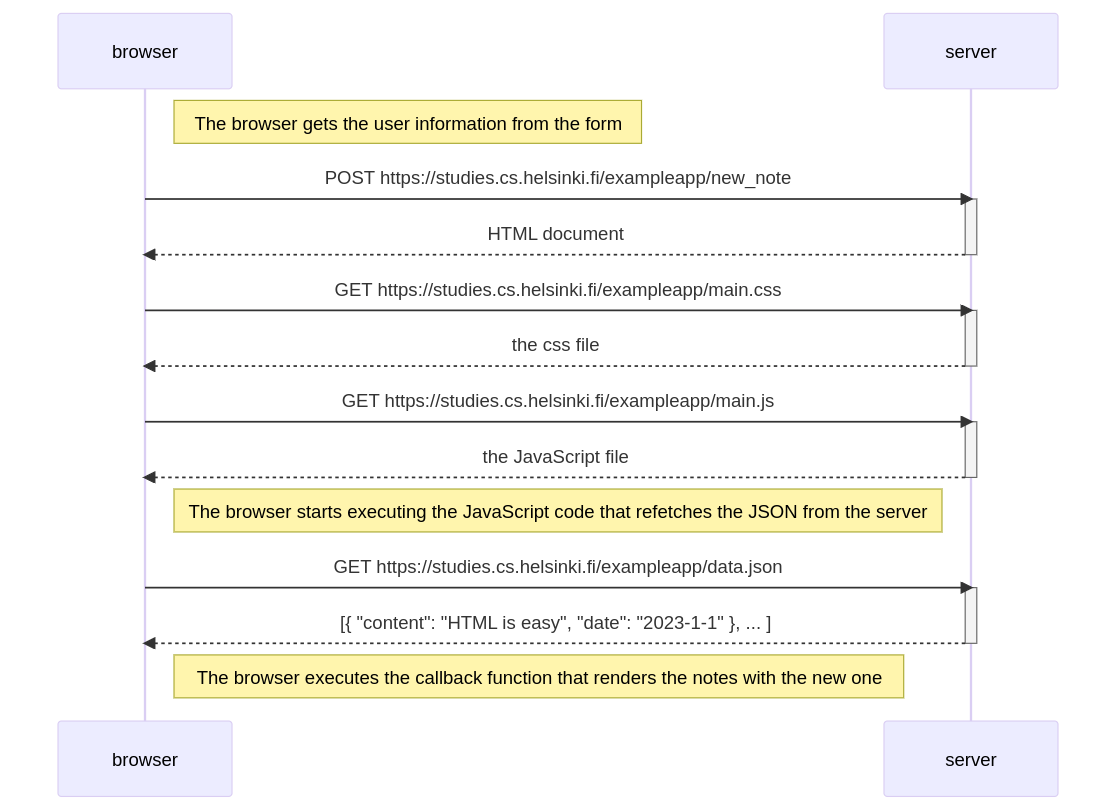 browser
server
The browser gets the user information from the form
POST https://studies.cs.helsinki.fi/exampleapp/new_note
HTML document
GET https://studies.cs.helsinki.fi/exampleapp/main.css
the css file
GET https://studies.cs.helsinki.fi/exampleapp/main.js
the JavaScript file
The browser starts executing the JavaScript code that refetches the JSON from the server
GET https://studies.cs.helsinki.fi/exampleapp/data.json
[{ "content": "HTML is easy", "date": "2023-1-1" }, ... ]
The browser executes the callback function that renders the notes with the new one
browser
server